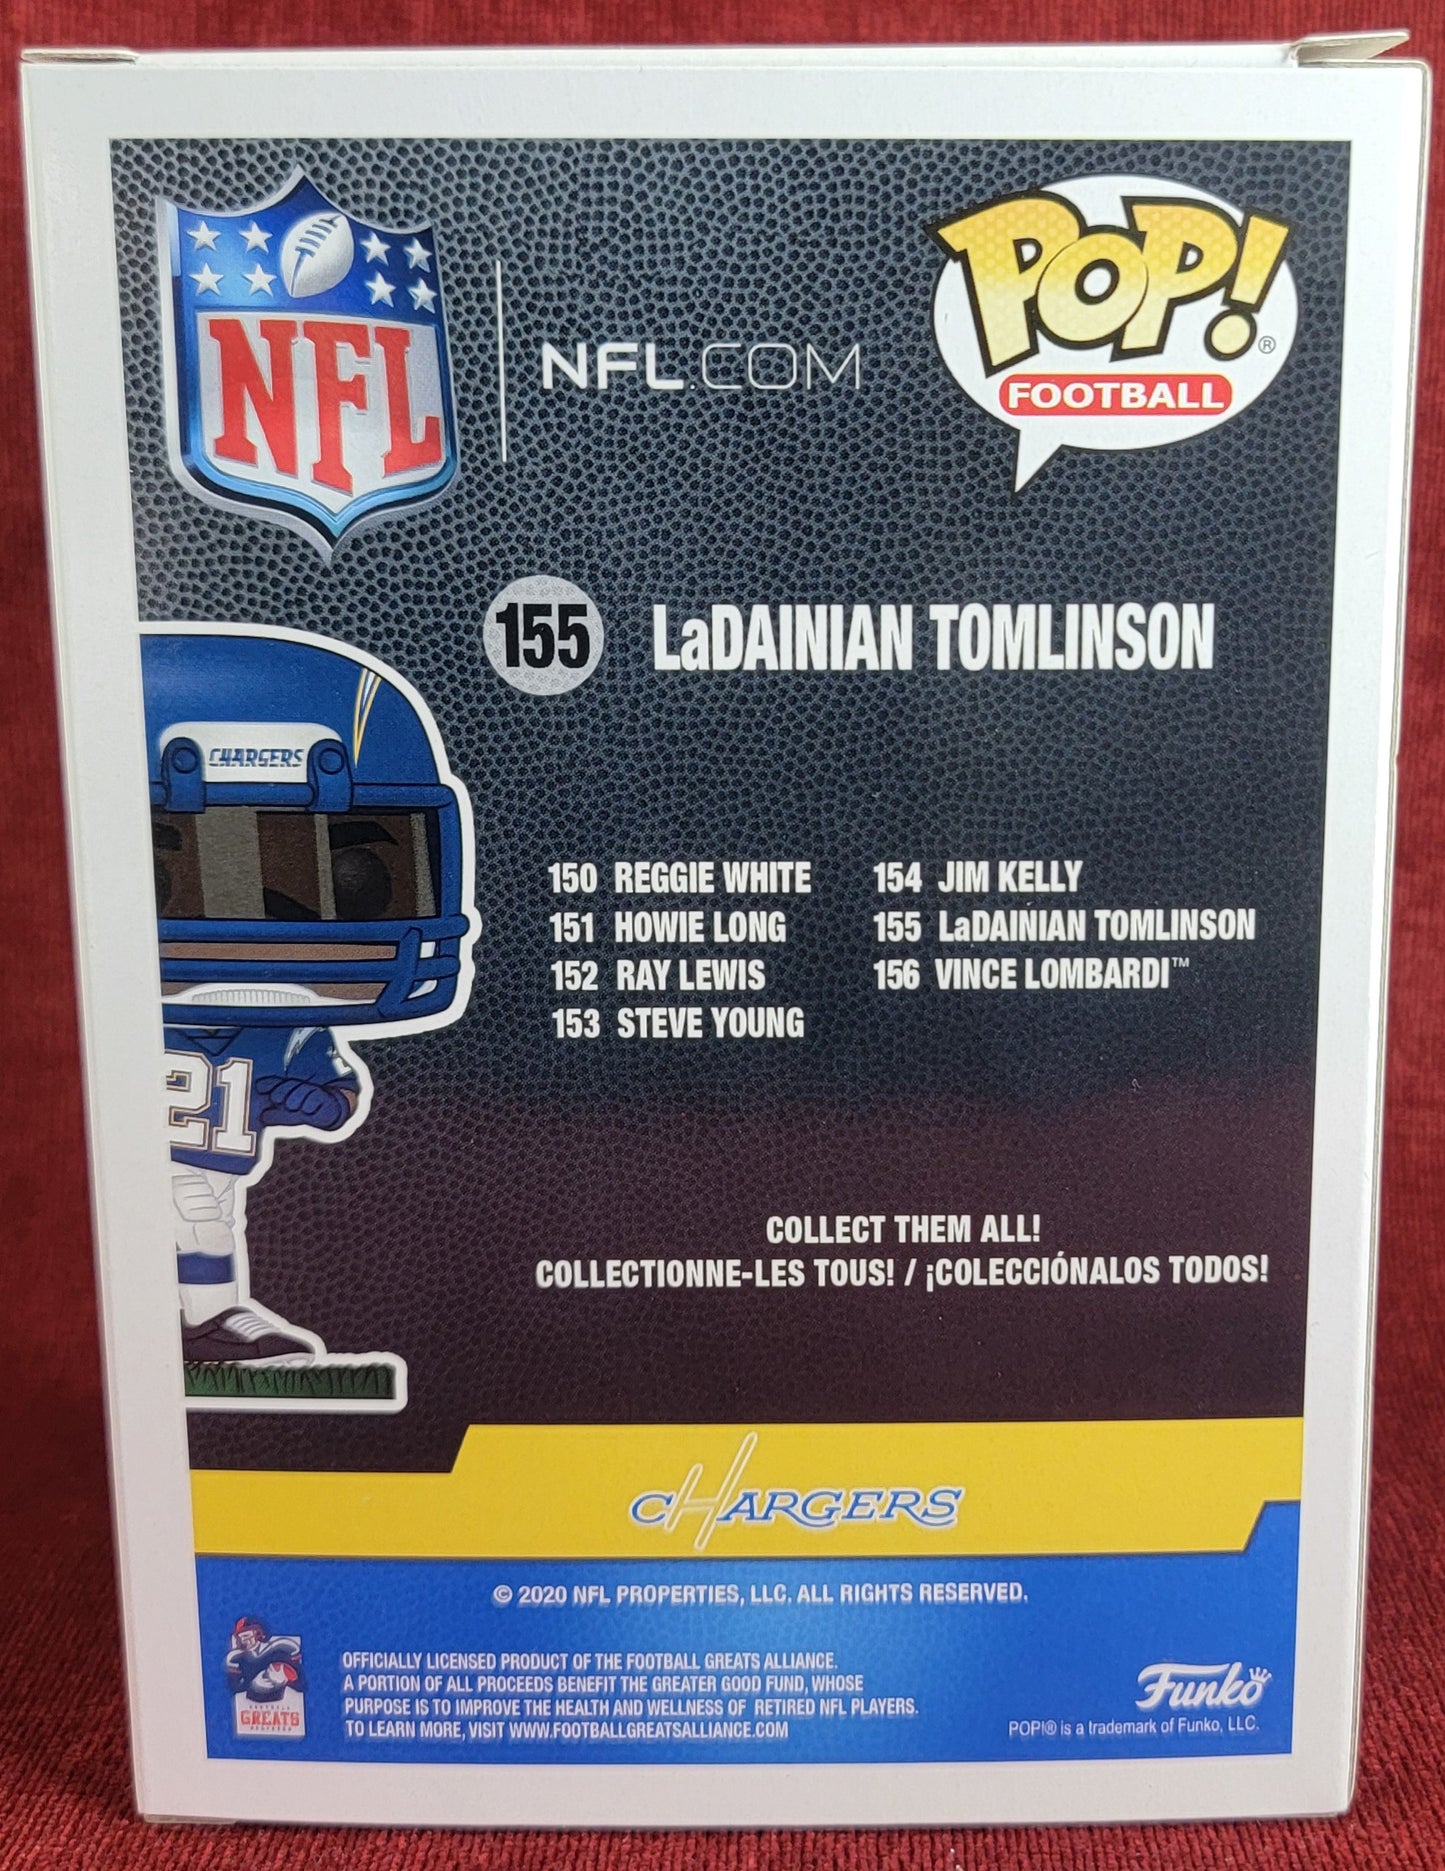 NFL
NFL.COM
POP!®
FOOTBALL
155 LaDAINIAN TOMLINSON
CHARGERS
21
150 REGGIE WHITE
151 HOWIE LONG
152 RAY LEWIS
153 STEVE YOUNG
154 JIM KELLY
155 LaDAINIAN TOMLINSON
156 VINCE LOMBARDI™
COLLECT THEM ALL!
COLLECTIONNE-LES TOUS! / ¡COLECCIÓNALOS TODOS!
CHARGERS
© 2020 NFL PROPERTIES, LLC. ALL RIGHTS RESERVED.
GREATS
OFFICIALLY LICENSED PRODUCT OF THE FOOTBALL GREATS ALLIANCE.
A PORTION OF ALL PROCEEDS BENEFIT THE GREATER GOOD FUND, WHOSE
PURPOSE IS TO IMPROVE THE HEALTH AND WELLNESS OF RETIRED NFL PLAYERS.
TO LEARN MORE, VISIT WWW.FOOTBALLGREATSALLIANCE.COM
Funko
POP!® is a trademark of Funko, LLC.